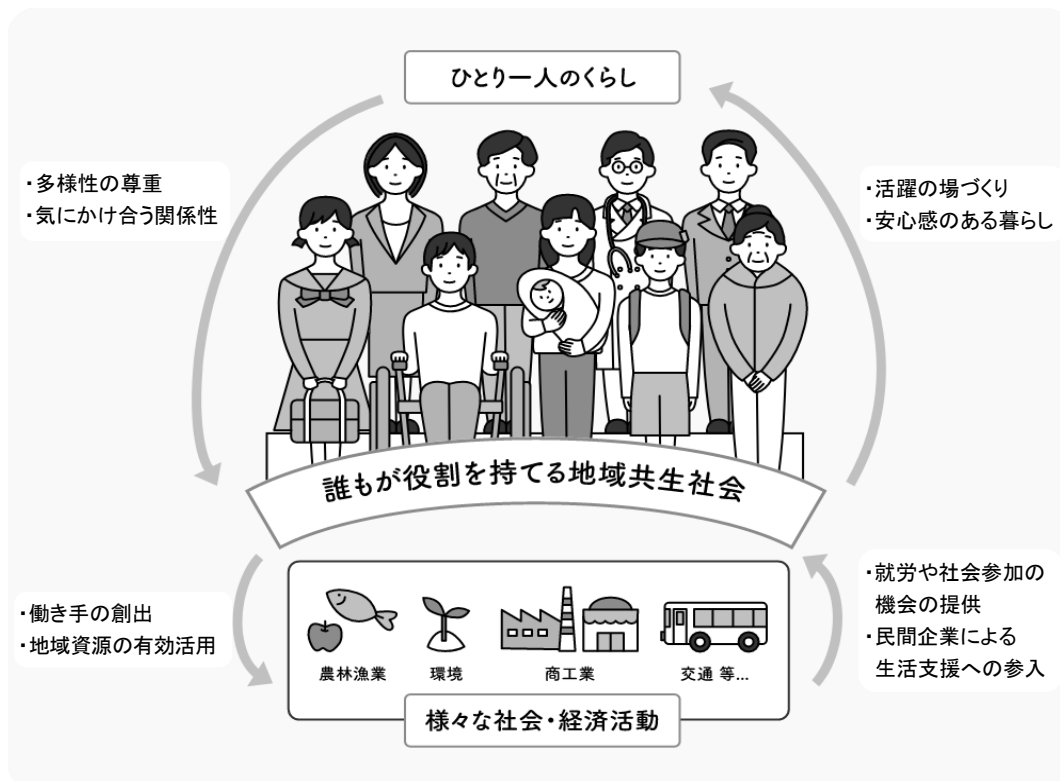 ひとり一人のくらし
・多様性の尊重
・気にかけ合う関係性
・活躍の場づくり
・安心感のある暮らし
誰もが役割を持てる地域共生社会
・働き手の創出
・地域資源の有効活用
・就労や社会参加の
機会の提供
・民間企業による
生活支援への参入
農林漁業
環境
商工業
交通 等...
様々な社会・経済活動